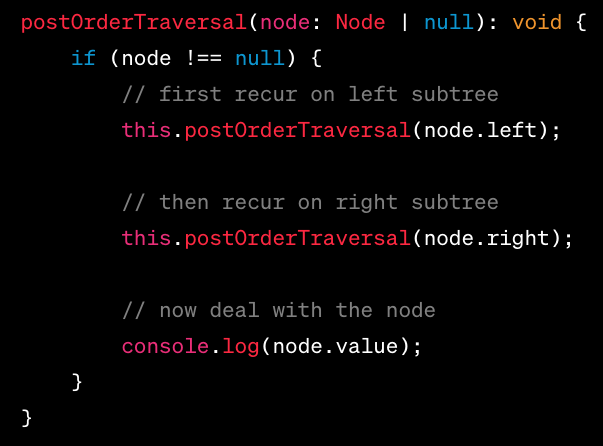 postOrderTraversal(node: Node | null): void {
    if (node !== null) {
        // first recur on left subtree
        this.postOrderTraversal(node.left);

        // then recur on right subtree
        this.postOrderTraversal(node.right);

        // now deal with the node
        console.log(node.value);
    }
}